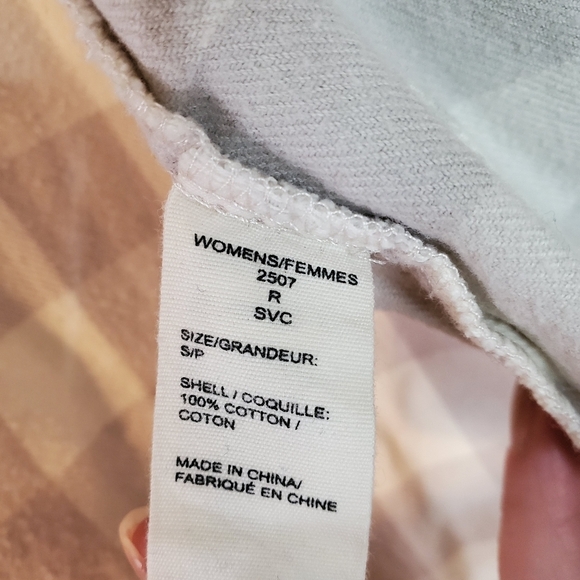 WOMENS/FEMMES
2507
R
SVC
SIZE/GRANDEUR:
S/P
SHELL / COQUILLE:
100% COTTON /
COTON
MADE IN CHINA/
FABRIQUÉ EN CHINE